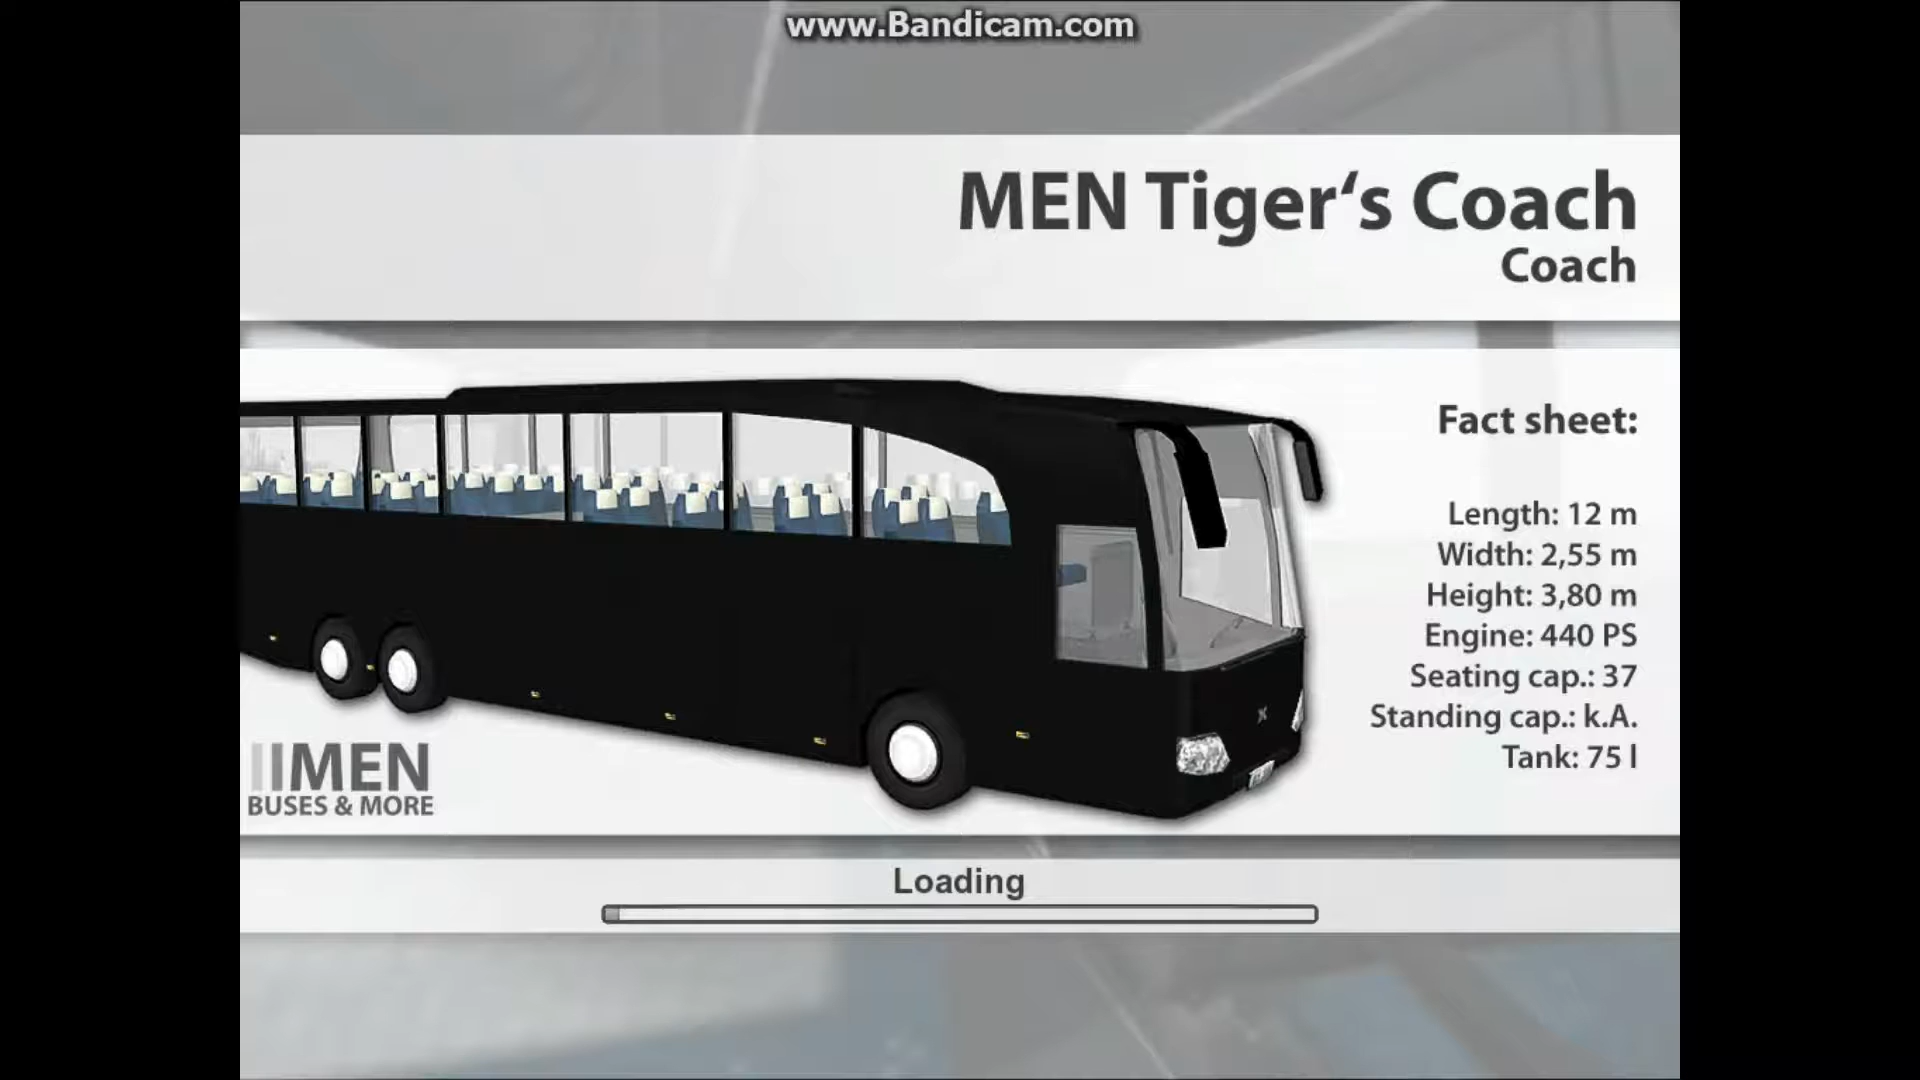 www.Bandicam.com
MEN Tiger‘s Coach
Coach
Fact sheet:
Length: 12 m
Width: 2,55 m
Height: 3,80 m
Engine: 440 PS
Seating cap.: 37
Standing cap.: k.A.
Tank: 75 l
IIMEN
BUSES & MORE
Loading